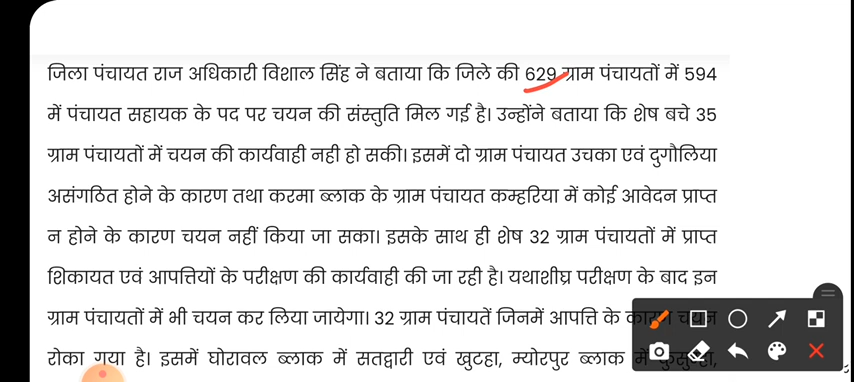 जिला पंचायत राज अधिकारी विशाल सिंह ने बताया कि जिले की 629 ग्राम पंचायतों में 594
में पंचायत सहायक के पद पर चयन की संस्तुति मिल गई है। उन्होंने बताया कि शेष बचे 35
ग्राम पंचायतों में चयन की कार्यवाही नही हो सकी। इसमें दो ग्राम पंचायत उचका एवं दुगौलिया
असंगठित होने के कारण तथा करमा ब्लाक के ग्राम पंचायत कम्हरिया में कोई आवेदन प्राप्त
न होने के कारण चयन नहीं किया जा सका। इसके साथ ही शेष 32 ग्राम पंचायतों में प्राप्त
शिकायत एवं आपत्तियों के परीक्षण की कार्यवाही की जा रही है। यथाशीघ्र परीक्षण के बाद इन
ग्राम पंचायतों में भी चयन कर लिया जायेगा। 32 ग्राम पंचायतें जिनमें आपत्ति के कारण चयन
रोका गया है। इसमें घोरावल ब्लाक में सतद्वारी एवं खुटहा, म्योरपुर ब्लाक में